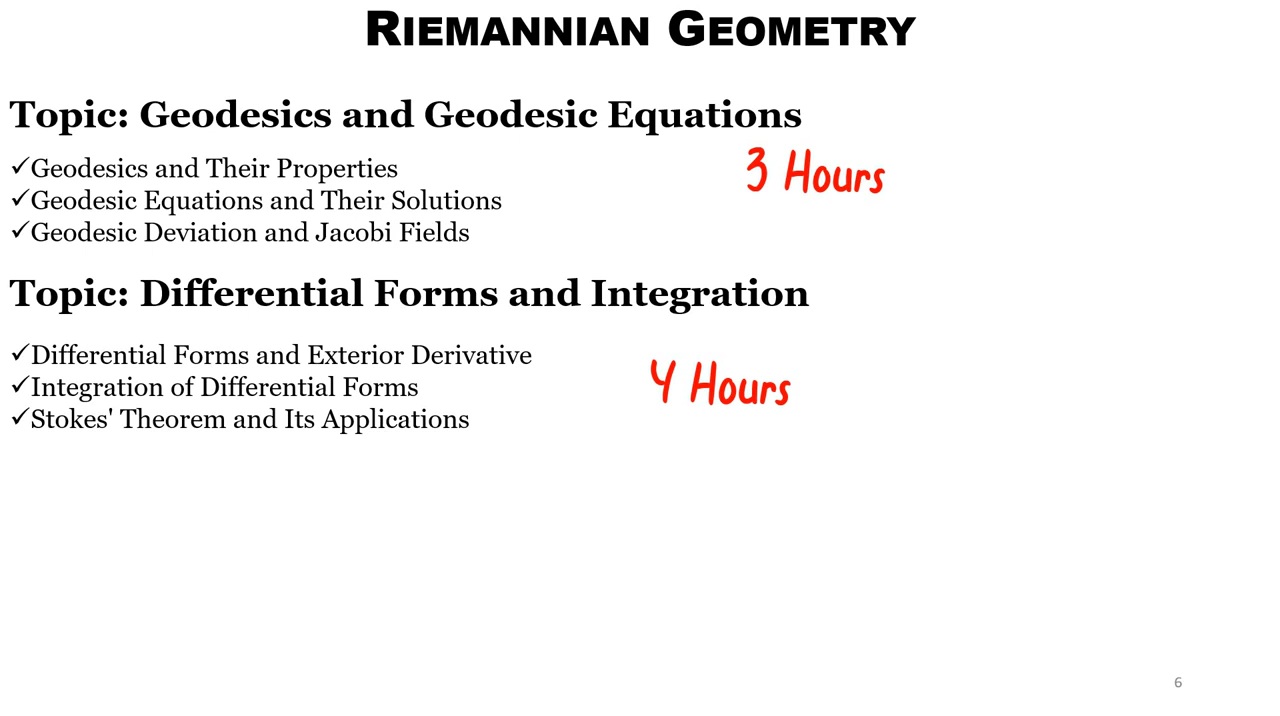 RIEMANNIAN GEOMETRY
Topic: Geodesics and Geodesic Equations
✓Geodesics and Their Properties
3 Hours
✓Geodesic Equations and Their Solutions
✓Geodesic Deviation and Jacobi Fields
Topic: Differential Forms and Integration
✓Differential Forms and Exterior Derivative
✓Integration of Differential Forms
4 Hours
✓Stokes' Theorem and Its Applications
6